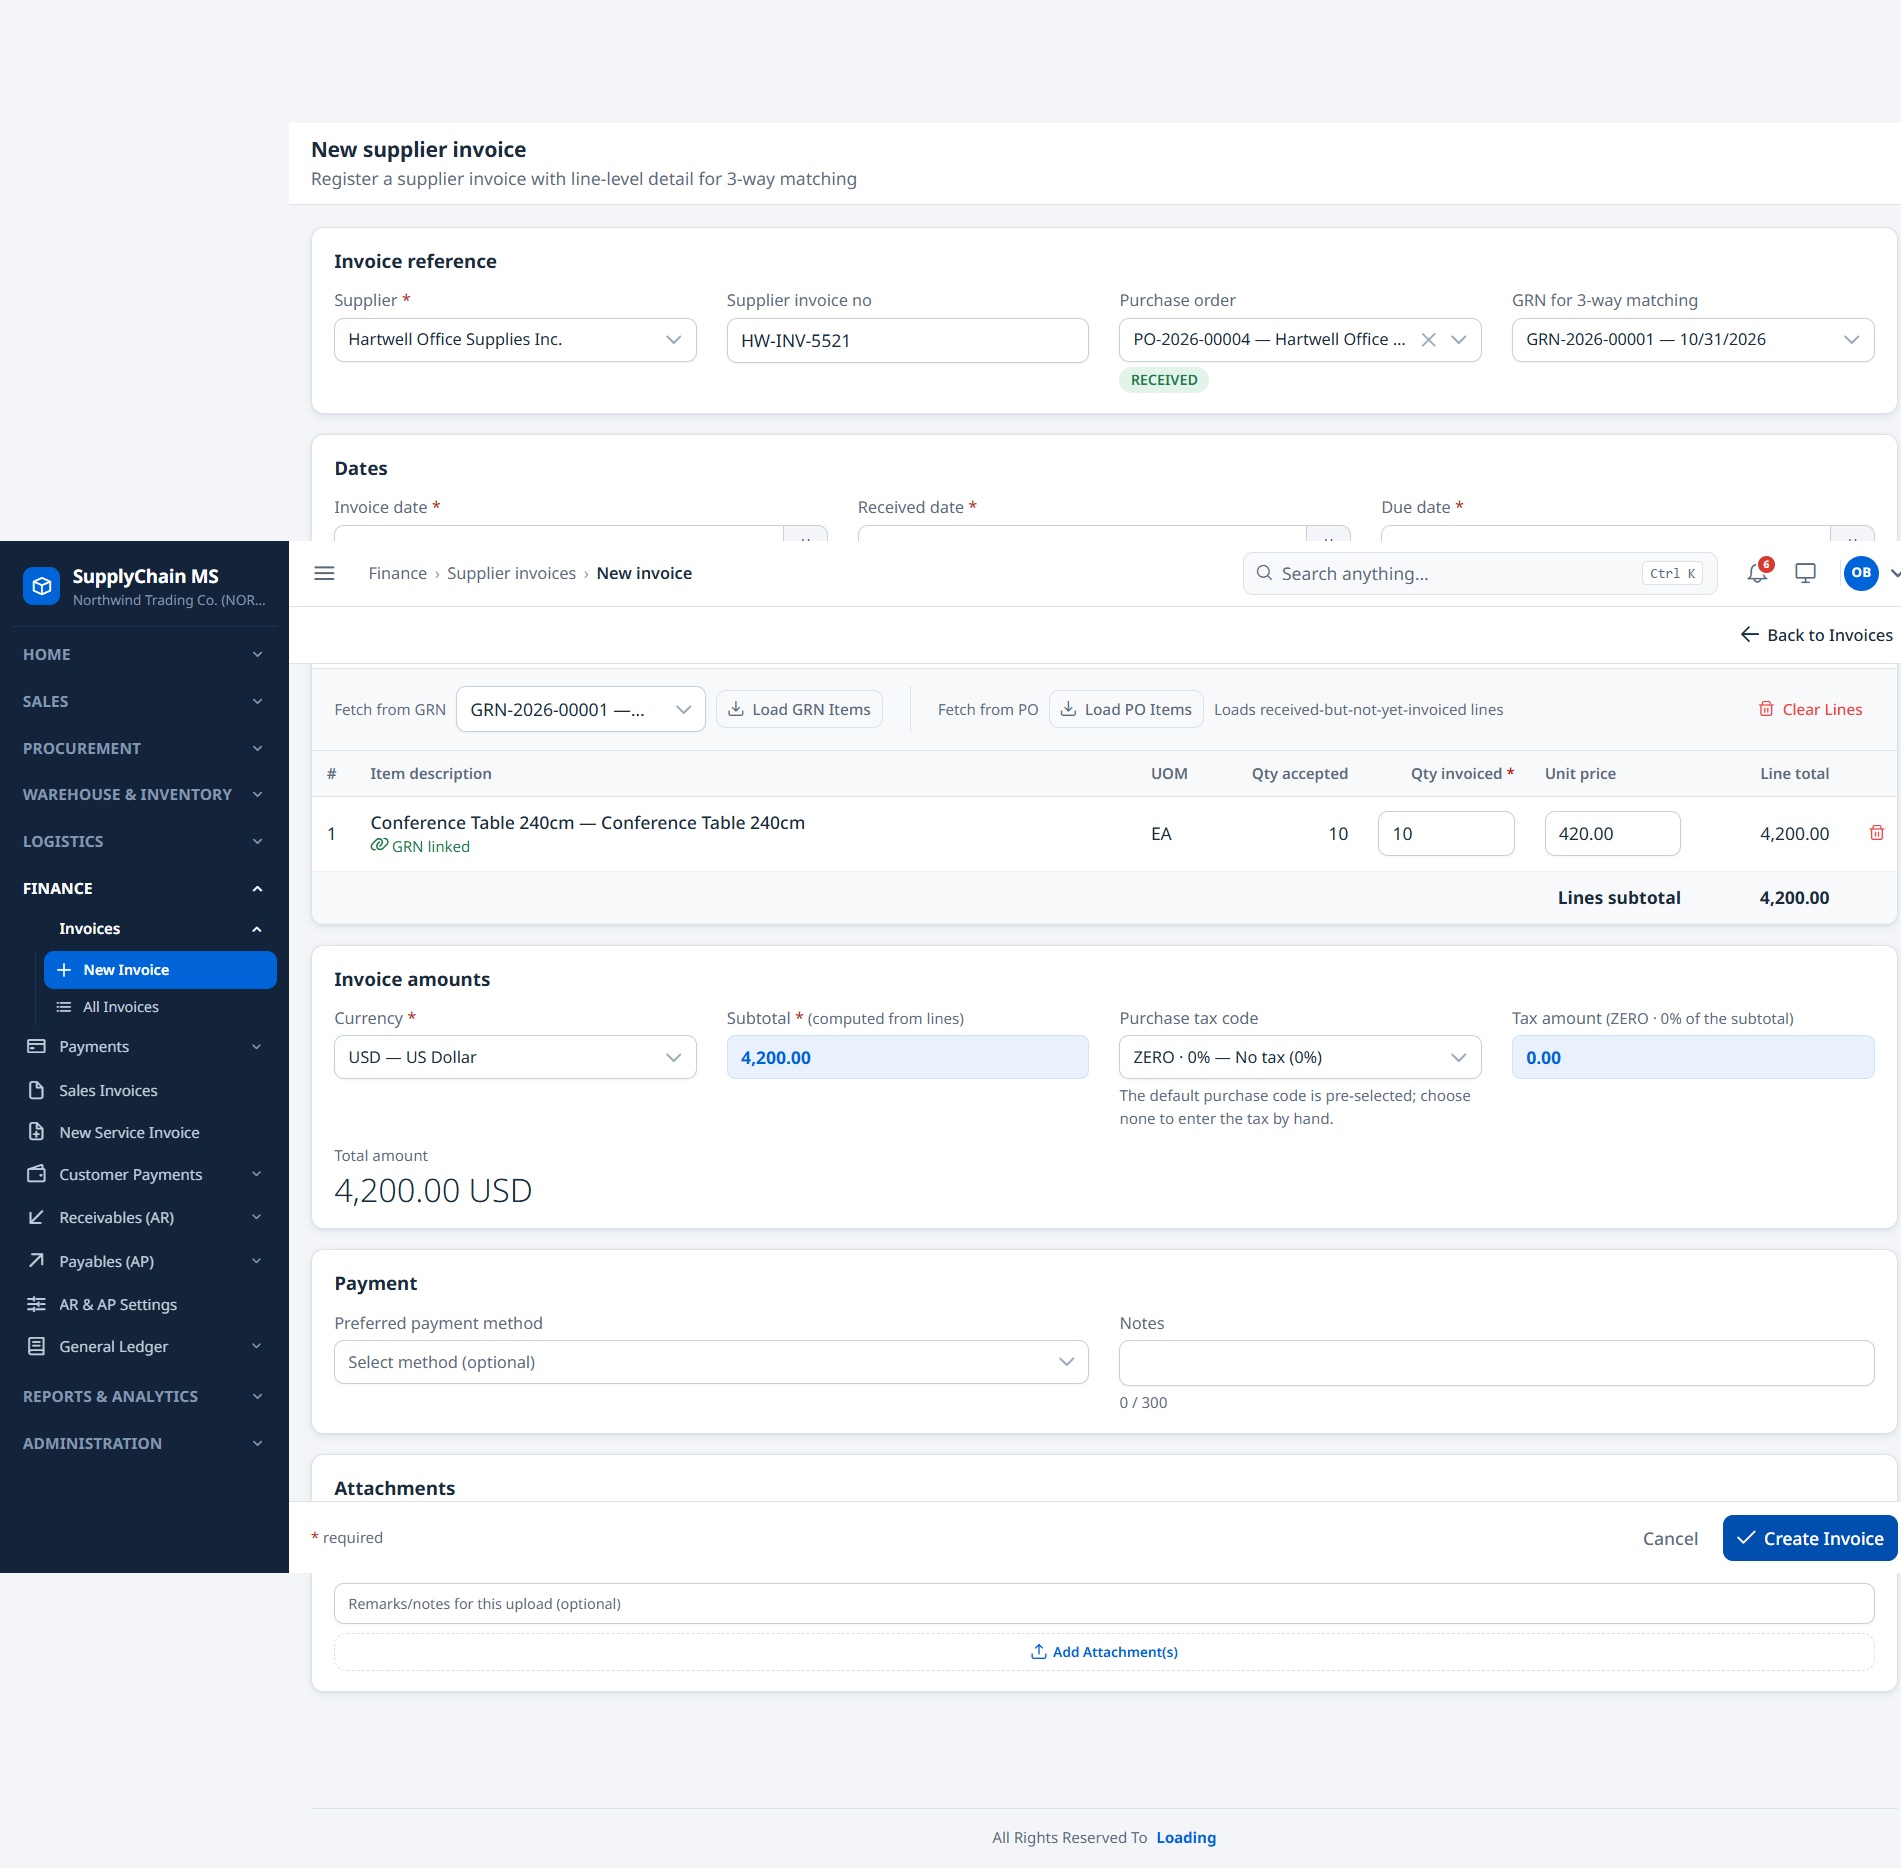 New supplier invoice
Register a supplier invoice with line-level detail for 3-way matching
Invoice reference
Supplier *
Supplier invoice no
Purchase order
GRN for 3-way matching
Hartwell Office Supplies Inc.
HW-INV-5521
PO-2026-00004 — Hartwell Office ...
GRN-2026-00001 — 10/31/2026
RECEIVED
Dates
Invoice date *
Received date *
Due date *
SupplyChain MS
Northwind Trading Co. (NOR...
HOME
SALES
PROCUREMENT
WAREHOUSE & INVENTORY
LOGISTICS
FINANCE
Invoices
New Invoice
All Invoices
Payments
Sales Invoices
New Service Invoice
Customer Payments
Receivables (AR)
Payables (AP)
AR & AP Settings
General Ledger
REPORTS & ANALYTICS
ADMINISTRATION
Finance › Supplier invoices › New invoice
Search anything...
Ctrl K
6
OB
Back to Invoices
Fetch from GRN
GRN-2026-00001 —...
Load GRN Items
Fetch from PO
Load PO Items
Loads received-but-not-yet-invoiced lines
Clear Lines
# Item description UOM Qty accepted Qty invoiced * Unit price Line total
1 Conference Table 240cm — Conference Table 240cm EA 10 10 420.00 4,200.00
GRN linked
Lines subtotal 4,200.00
Invoice amounts
Currency *
Subtotal * (computed from lines)
Purchase tax code
Tax amount (ZERO · 0% of the subtotal)
USD — US Dollar
4,200.00
ZERO · 0% — No tax (0%)
0.00
The default purchase code is pre-selected; choose
none to enter the tax by hand.
Total amount
4,200.00 USD
Payment
Preferred payment method
Notes
Select method (optional)
0 / 300
Attachments
* required
Cancel
Create Invoice
Remarks/notes for this upload (optional)
Add Attachment(s)
All Rights Reserved To Loading